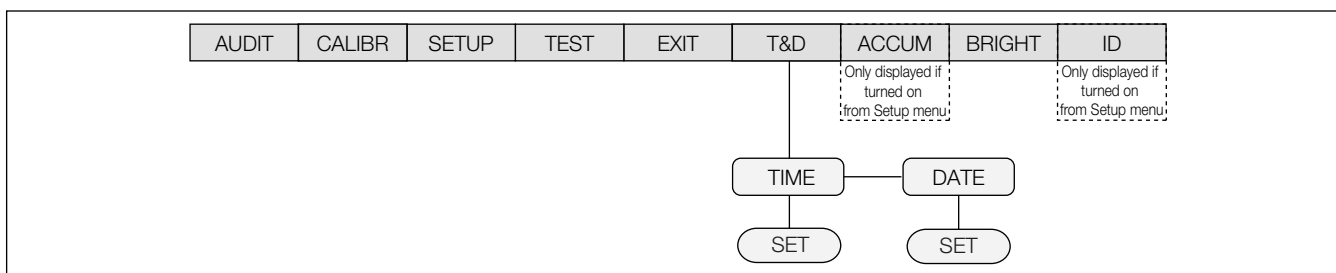 AUDIT CALIBR SETUP TEST EXIT T&D ACCUM BRIGHT ID
Only displayed if
turned on
from Setup menu
Only displayed if
turned on
from Setup menu
TIME DATE
SET SET